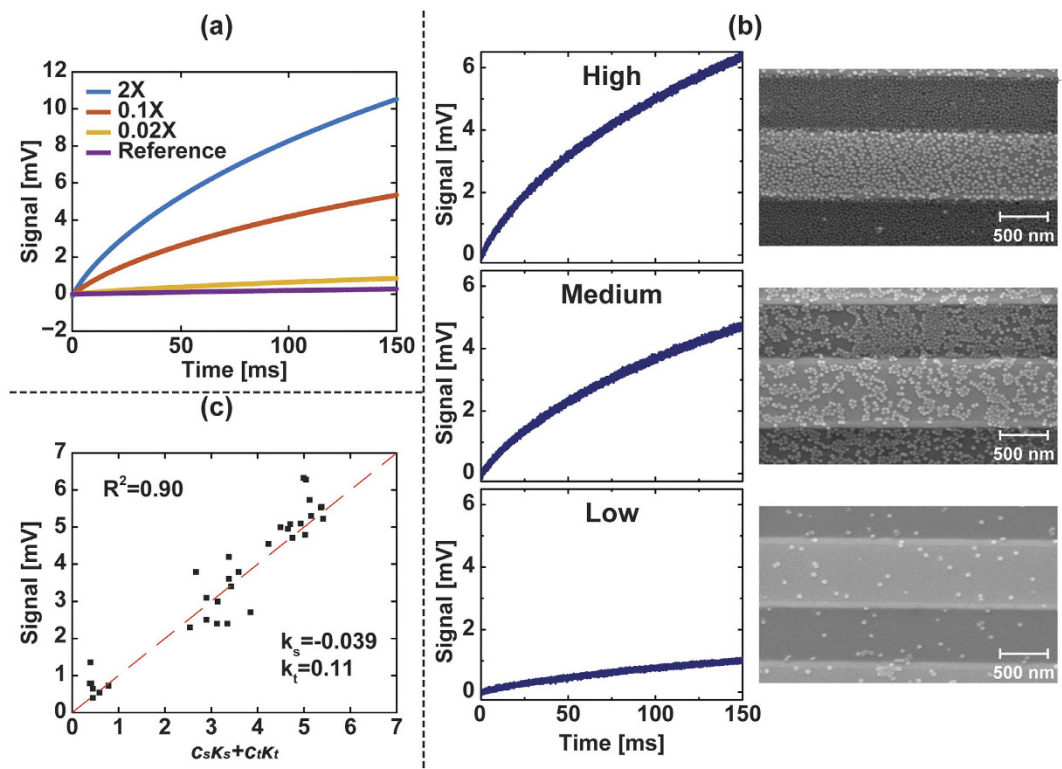 (a)
12
10
8
6
4
2
0
−2
2X
0.1X
0.02X
Reference
Signal [mV]
0 50 100 150
Time [ms]
(b)
High
6
4
2
0
Signal [mV]
500 nm
Medium
6
4
2
0
Signal [mV]
500 nm
Low
6
4
2
0
Signal [mV]
0 50 100 150
Time [ms]
500 nm
(c)
7
6
5
4
3
2
1
0
R²=0.90
kₛ=-0.039
kₜ=0.11
Signal [mV]
0 1 2 3 4 5 6 7
CₛKₛ+CₜKₜ